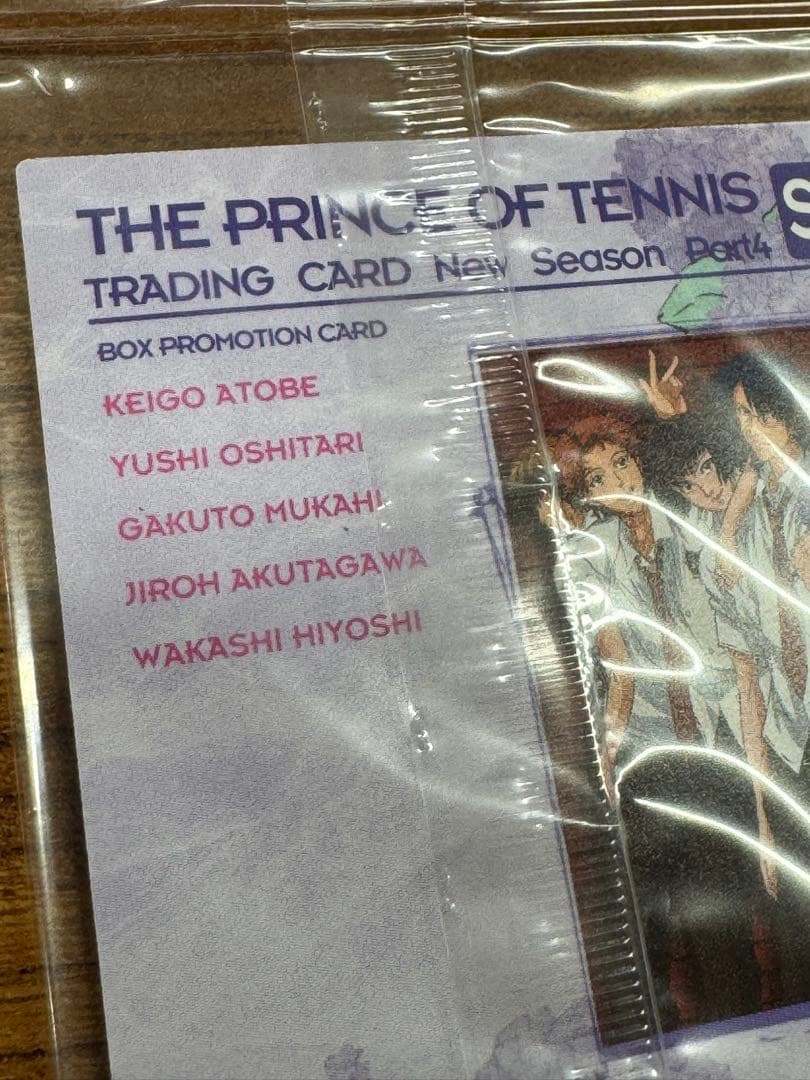 THE PRINCE OF TENNIS S
TRADING CARD New Season Part4
BOX PROMOTION CARD
KEIGO ATOBE
YUSHI OSHITARI
GAKUTO MUKAHI
JIROH AKUTAGAWA
WAKASHI HIYOSHI